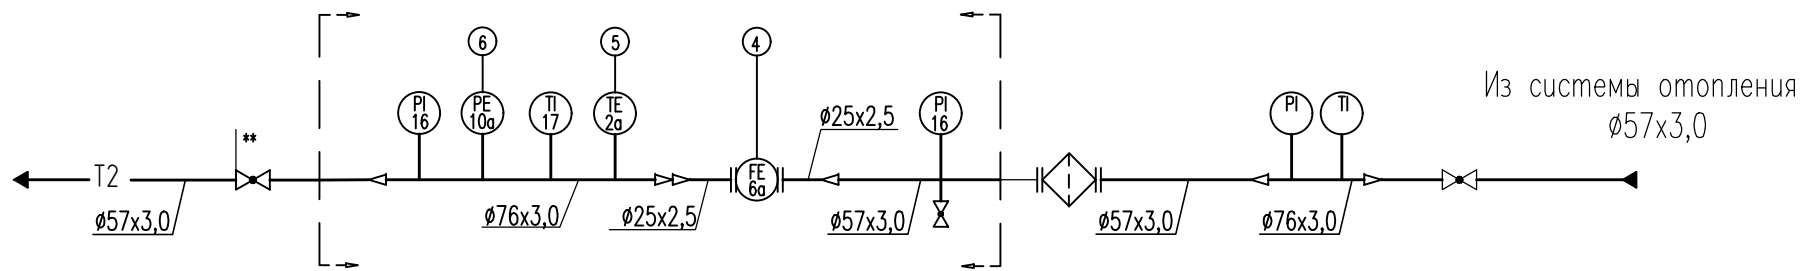 6
5
4
PI
16
PE
10а
TI
17
TE
2а
ø25x2,5
PI
16
PI
TI
Из системы отопления
ø57x3,0
**
T2
FE
6а
ø57x3,0
ø76x3,0
ø25x2,5
ø57x3,0
ø57x3,0
ø76x3,0